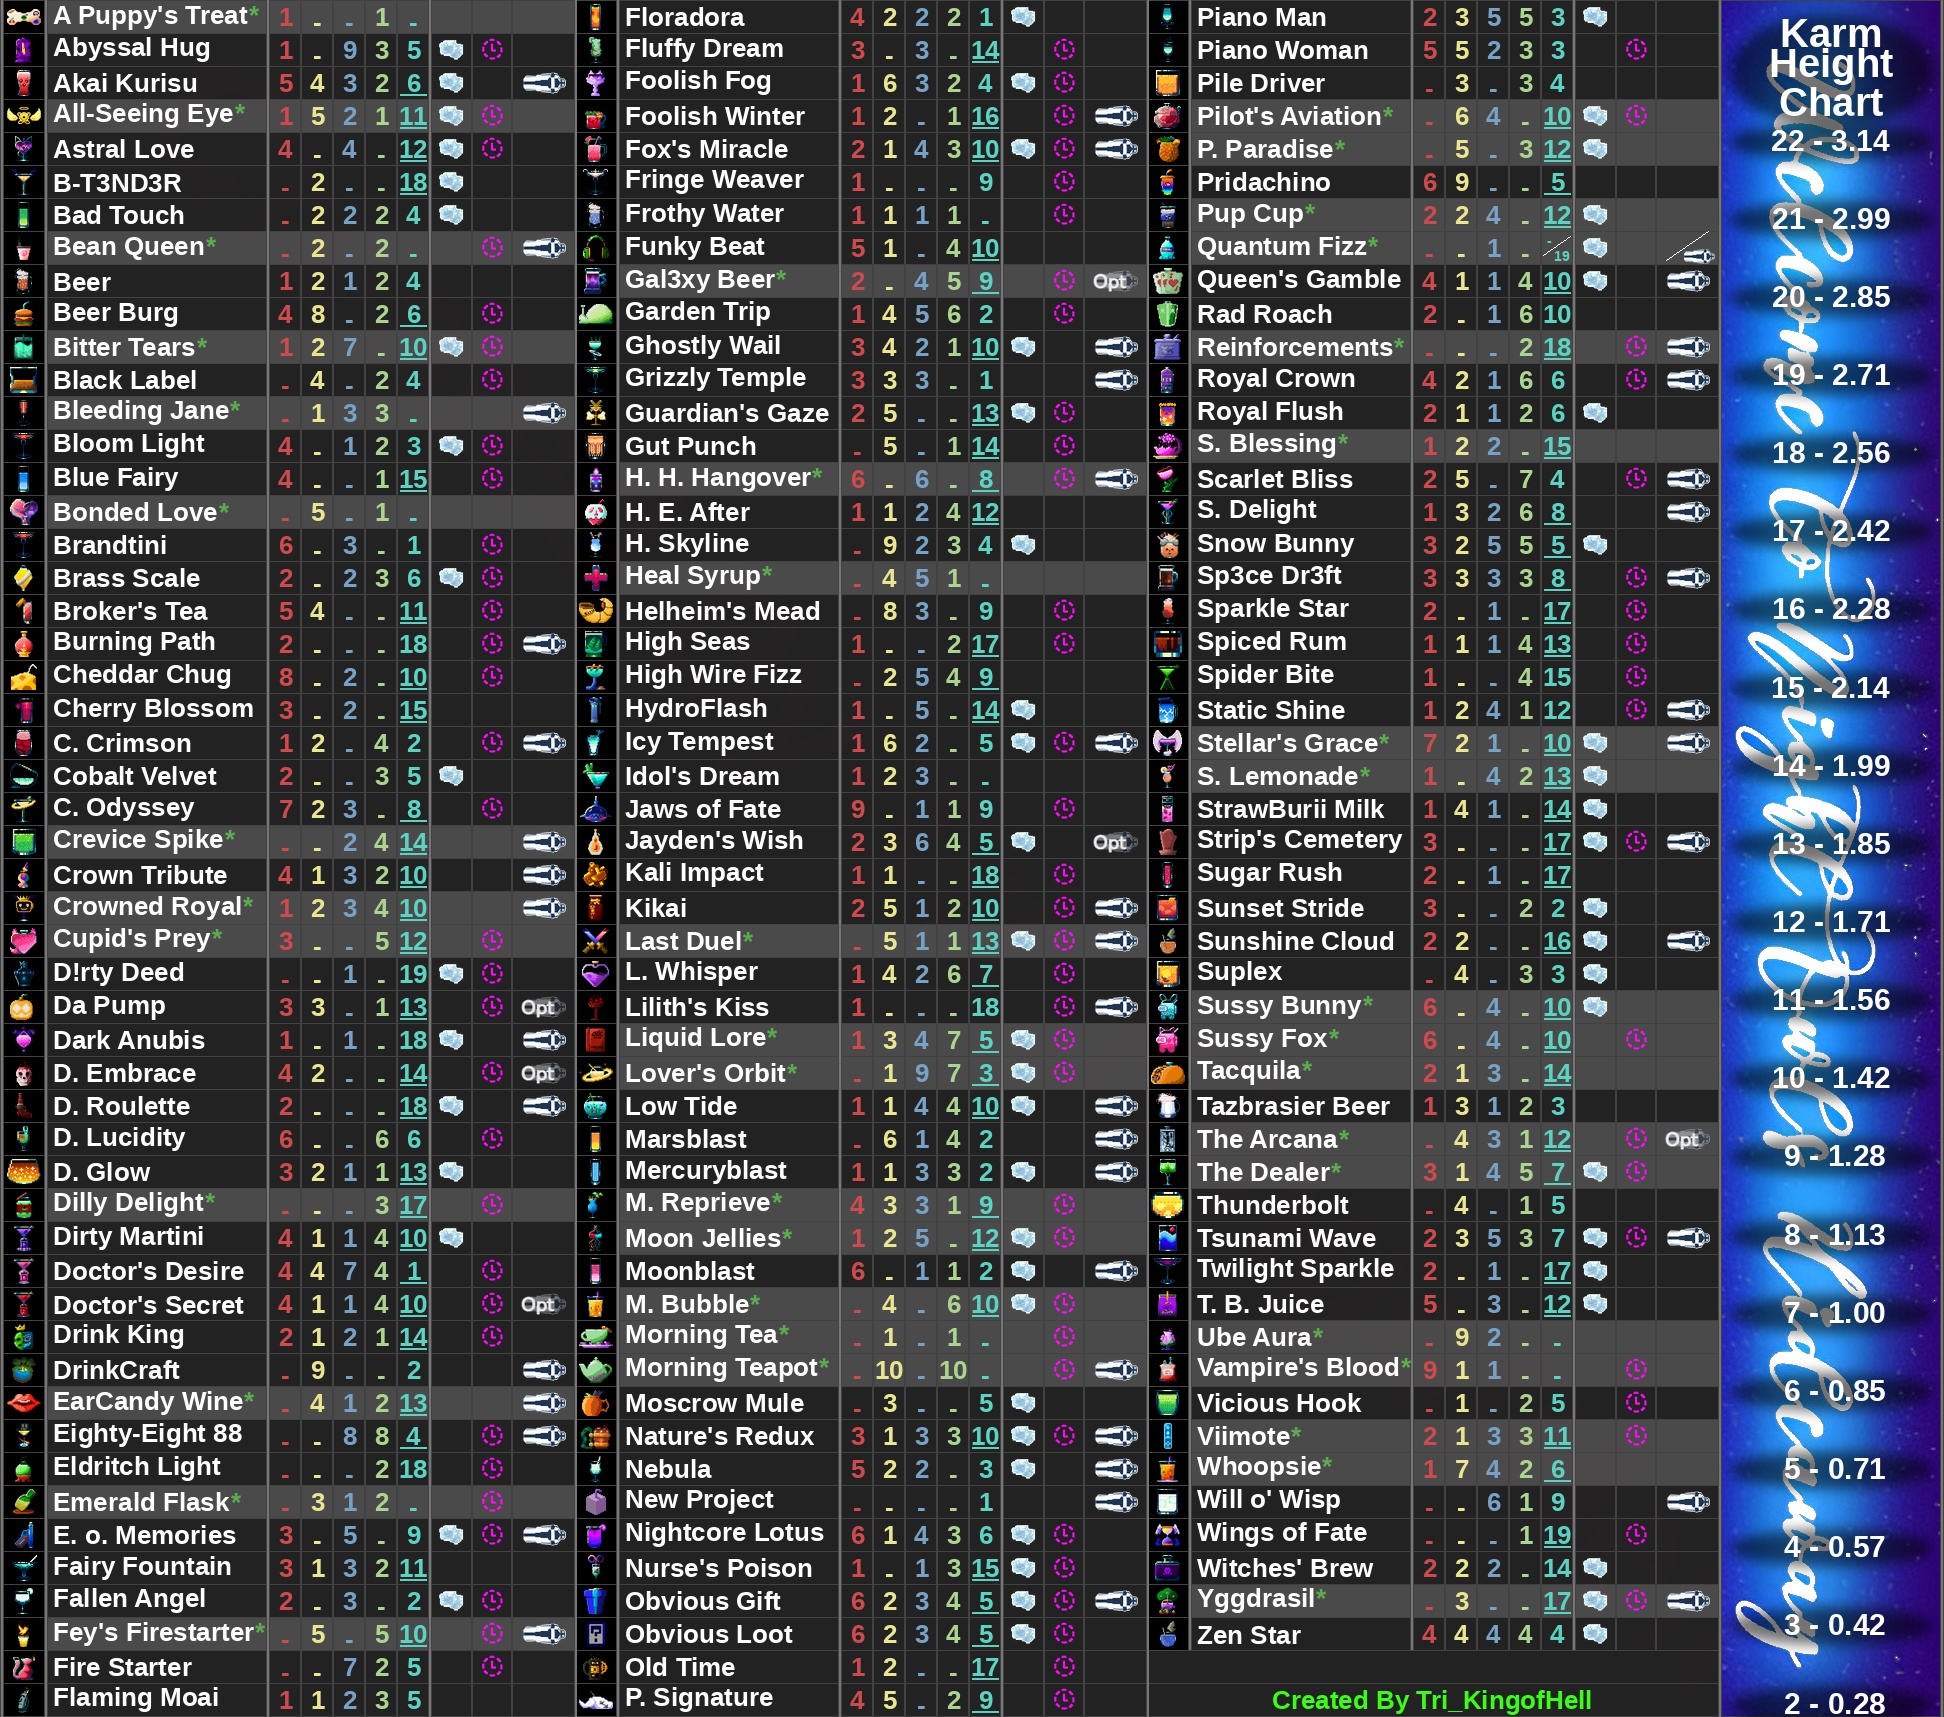 A Puppy's Treat* 1 - - 1 -
Abyssal Hug 1 - 9 3 5
Akai Kurisu 5 4 3 2 6
All-Seeing Eye* 1 5 2 1 11
Astral Love 4 - 4 - 12
B-T3ND3R - 2 - - 18
Bad Touch - 2 2 2 4
Bean Queen* - 2 - 2 -
Beer 1 2 1 2 4
Beer Burg 4 8 - 2 6
Bitter Tears* 1 2 7 - 10
Black Label - 4 - 2 4
Bleeding Jane* - 1 3 3 -
Bloom Light 4 - 1 2 3
Blue Fairy 4 - - 1 15
Bonded Love* - 5 - 1 -
Brandtini 6 - 3 - 1
Brass Scale 2 - 2 3 6
Broker's Tea 5 4 - - 11
Burning Path 2 - - - 18
Cheddar Chug 8 - 2 - 10
Cherry Blossom 3 - 2 - 15
C. Crimson 1 2 - 4 2
Cobalt Velvet 2 - - 3 5
C. Odyssey 7 2 3 - 8
Crevice Spike* - - 2 4 14
Crown Tribute 4 1 3 2 10
Crowned Royal* 1 2 3 4 10
Cupid's Prey* 3 - - 5 12
D!rty Deed - - 1 - 19
Da Pump 3 3 - 1 13 Opt
Dark Anubis 1 - 1 - 18
D. Embrace 4 2 - - 14 Opt
D. Roulette 2 - - - 18
D. Lucidity 6 - - 6 6
D. Glow 3 2 1 1 13
Dilly Delight* - - - 3 17
Dirty Martini 4 1 1 4 10
Doctor's Desire 4 4 7 4 1
Doctor's Secret 4 1 1 4 10 Opt
Drink King 2 1 2 1 14
DrinkCraft - 9 - - 2
EarCandy Wine* - 4 1 2 13
Eighty-Eight 88 - - 8 8 4
Eldritch Light - - - 2 18
Emerald Flask* - 3 1 2 -
E. o. Memories 3 - 5 - 9
Fairy Fountain 3 1 3 2 11
Fallen Angel 2 - 3 - 2
Fey's Firestarter* - 5 - 5 10
Fire Starter - - 7 2 5
Flaming Moai 1 1 2 3 5
Floradora 4 2 2 2 1
Fluffy Dream 3 - 3 - 14
Foolish Fog 1 6 3 2 4
Foolish Winter 1 2 - 1 16
Fox's Miracle 2 1 4 3 10
Fringe Weaver 1 - - - 9
Frothy Water 1 1 1 1 -
Funky Beat 5 1 - 4 10
Gal3xy Beer* 2 - 4 5 9 Opt
Garden Trip 1 4 5 6 2
Ghostly Wail 3 4 2 1 10
Grizzly Temple 3 3 3 - 1
Guardian's Gaze 2 5 - - 13
Gut Punch - 5 - 1 14
H. H. Hangover* 6 - 6 - 8
H. E. After 1 1 2 4 12
H. Skyline - 9 2 3 4
Heal Syrup* - 4 5 1 -
Helheim's Mead - 8 3 - 9
High Seas 1 - - 2 17
High Wire Fizz - 2 5 4 9
HydroFlash 1 - 5 - 14
Icy Tempest 1 6 2 - 5
Idol's Dream 1 2 3 - -
Jaws of Fate 9 - 1 1 9
Jayden's Wish 2 3 6 4 5 Opt
Kali Impact 1 1 - - 18
Kikai 2 5 1 2 10
Last Duel* - 5 1 1 13
L. Whisper 1 4 2 6 7
Lilith's Kiss 1 - - - 18
Liquid Lore* 1 3 4 7 5
Lover's Orbit* - 1 9 7 3
Low Tide 1 1 4 4 10
Marsblast - 6 1 4 2
Mercuryblast 1 1 3 3 2
M. Reprieve* 4 3 3 1 9
Moon Jellies* 1 2 5 - 12
Moonblast 6 - 1 1 2
M. Bubble* - 4 - 6 10
Morning Tea* - 1 - 1 -
Morning Teapot* - 10 - 10 -
Moscrow Mule - 3 - - 5
Nature's Redux 3 1 3 3 10
Nebula 5 2 2 - 3
New Project - - - - 1
Nightcore Lotus 6 1 4 3 6
Nurse's Poison 1 - 1 3 15
Obvious Gift 6 2 3 4 5
Obvious Loot 6 2 3 4 5
Old Time 1 2 - - 17
P. Signature 4 5 - 2 9
Piano Man 2 3 5 5 3
Piano Woman 5 5 2 3 3
Pile Driver - 3 - 3 4
Pilot's Aviation* - 6 4 - 10
P. Paradise* - 5 - 3 12
Pridachino 6 9 - - 5
Pup Cup* 2 2 4 - 12
Quantum Fizz* - - 1 - -/19
Queen's Gamble 4 1 1 4 10
Rad Roach 2 - 1 6 10
Reinforcements* - - - 2 18
Royal Crown 4 2 1 6 6
Royal Flush 2 1 1 2 6
S. Blessing* 1 2 2 - 15
Scarlet Bliss 2 5 - 7 4
S. Delight 1 3 2 6 8
Snow Bunny 3 2 5 5 5
Sp3ce Dr3ft 3 3 3 3 8
Sparkle Star 2 - 1 - 17
Spiced Rum 1 1 1 4 13
Spider Bite 1 - - 4 15
Static Shine 1 2 4 1 12
Stellar's Grace* 7 2 1 - 10
S. Lemonade* 1 - 4 2 13
StrawBurii Milk 1 4 1 - 14
Strip's Cemetery 3 - - - 17
Sugar Rush 2 - 1 - 17
Sunset Stride 3 - - 2 2
Sunshine Cloud 2 2 - - 16
Suplex - 4 - 3 3
Sussy Bunny* 6 - 4 - 10
Sussy Fox* 6 - 4 - 10
Tacquila* 2 1 3 - 14
Tazbrasier Beer 1 3 1 2 3
The Arcana* - 4 3 1 12 Opt
The Dealer* 3 1 4 5 7
Thunderbolt - 4 - 1 5
Tsunami Wave 2 3 5 3 7
Twilight Sparkle 2 - 1 - 17
T. B. Juice 5 - 3 - 12
Ube Aura* - 9 2 - -
Vampire's Blood* 9 1 1 - -
Vicious Hook - 1 - 2 5
Viimote* 2 1 3 3 11
Whoopsie* 1 7 4 2 6
Will o' Wisp - - 6 1 9
Wings of Fate - - - 1 19
Witches' Brew 2 2 2 - 14
Yggdrasil* - 3 - - 17
Zen Star 4 4 4 4 4
Created By Tri_KingofHell
Karm
Height
Chart
22 - 3.14
21 - 2.99
20 - 2.85
19 - 2.71
18 - 2.56
17 - 2.42
16 - 2.28
15 - 2.14
14 - 1.99
13 - 1.85
12 - 1.71
11 - 1.56
10 - 1.42
9 - 1.28
8 - 1.13
7 - 1.00
6 - 0.85
5 - 0.71
4 - 0.57
3 - 0.42
2 - 0.28
Welcome to Night Owl's Hideaway